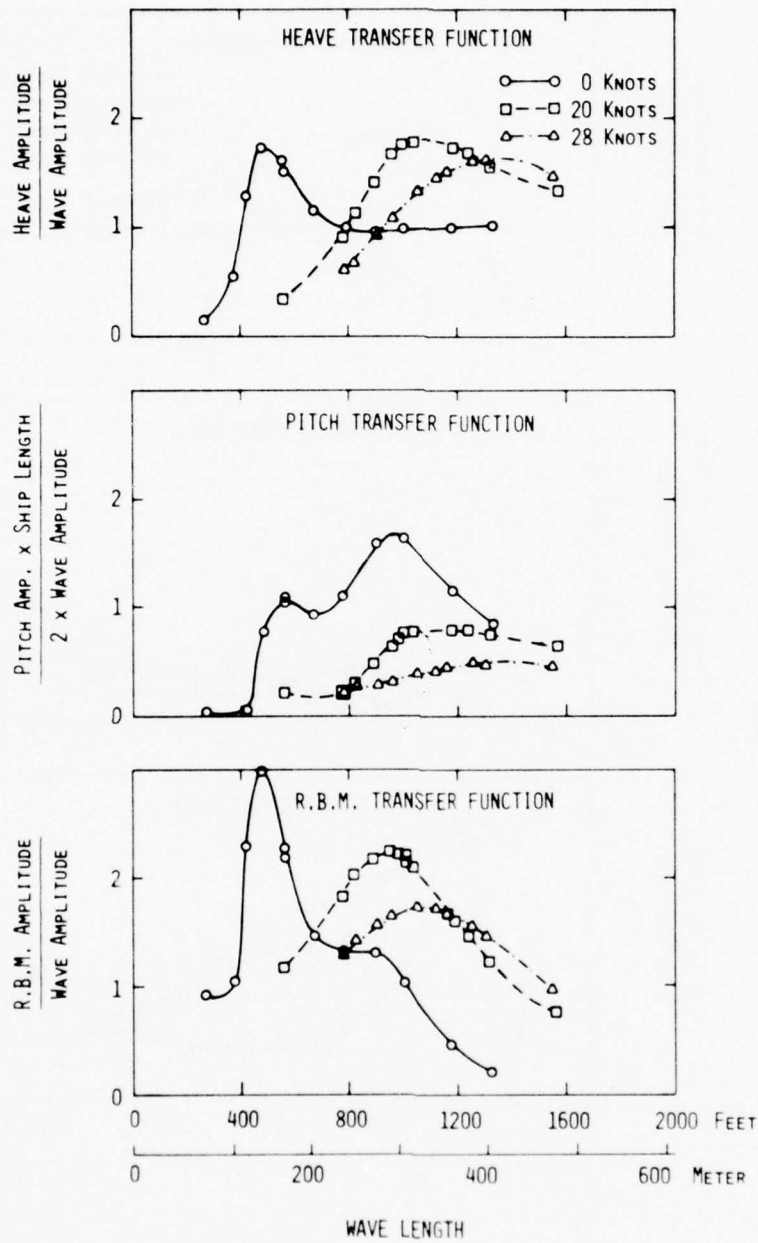 HEAVE TRANSFER FUNCTION
0 KNOTS
20 KNOTS
28 KNOTS
HEAVE AMPLITUDE
WAVE AMPLITUDE
2
1
0
PITCH TRANSFER FUNCTION
PITCH AMP. x SHIP LENGTH
2 x WAVE AMPLITUDE
2
1
0
R.B.M. TRANSFER FUNCTION
R.B.M. AMPLITUDE
WAVE AMPLITUDE
2
1
0
0 400 800 1200 1600 2000 FEET
0 200 400 600 METER
WAVE LENGTH